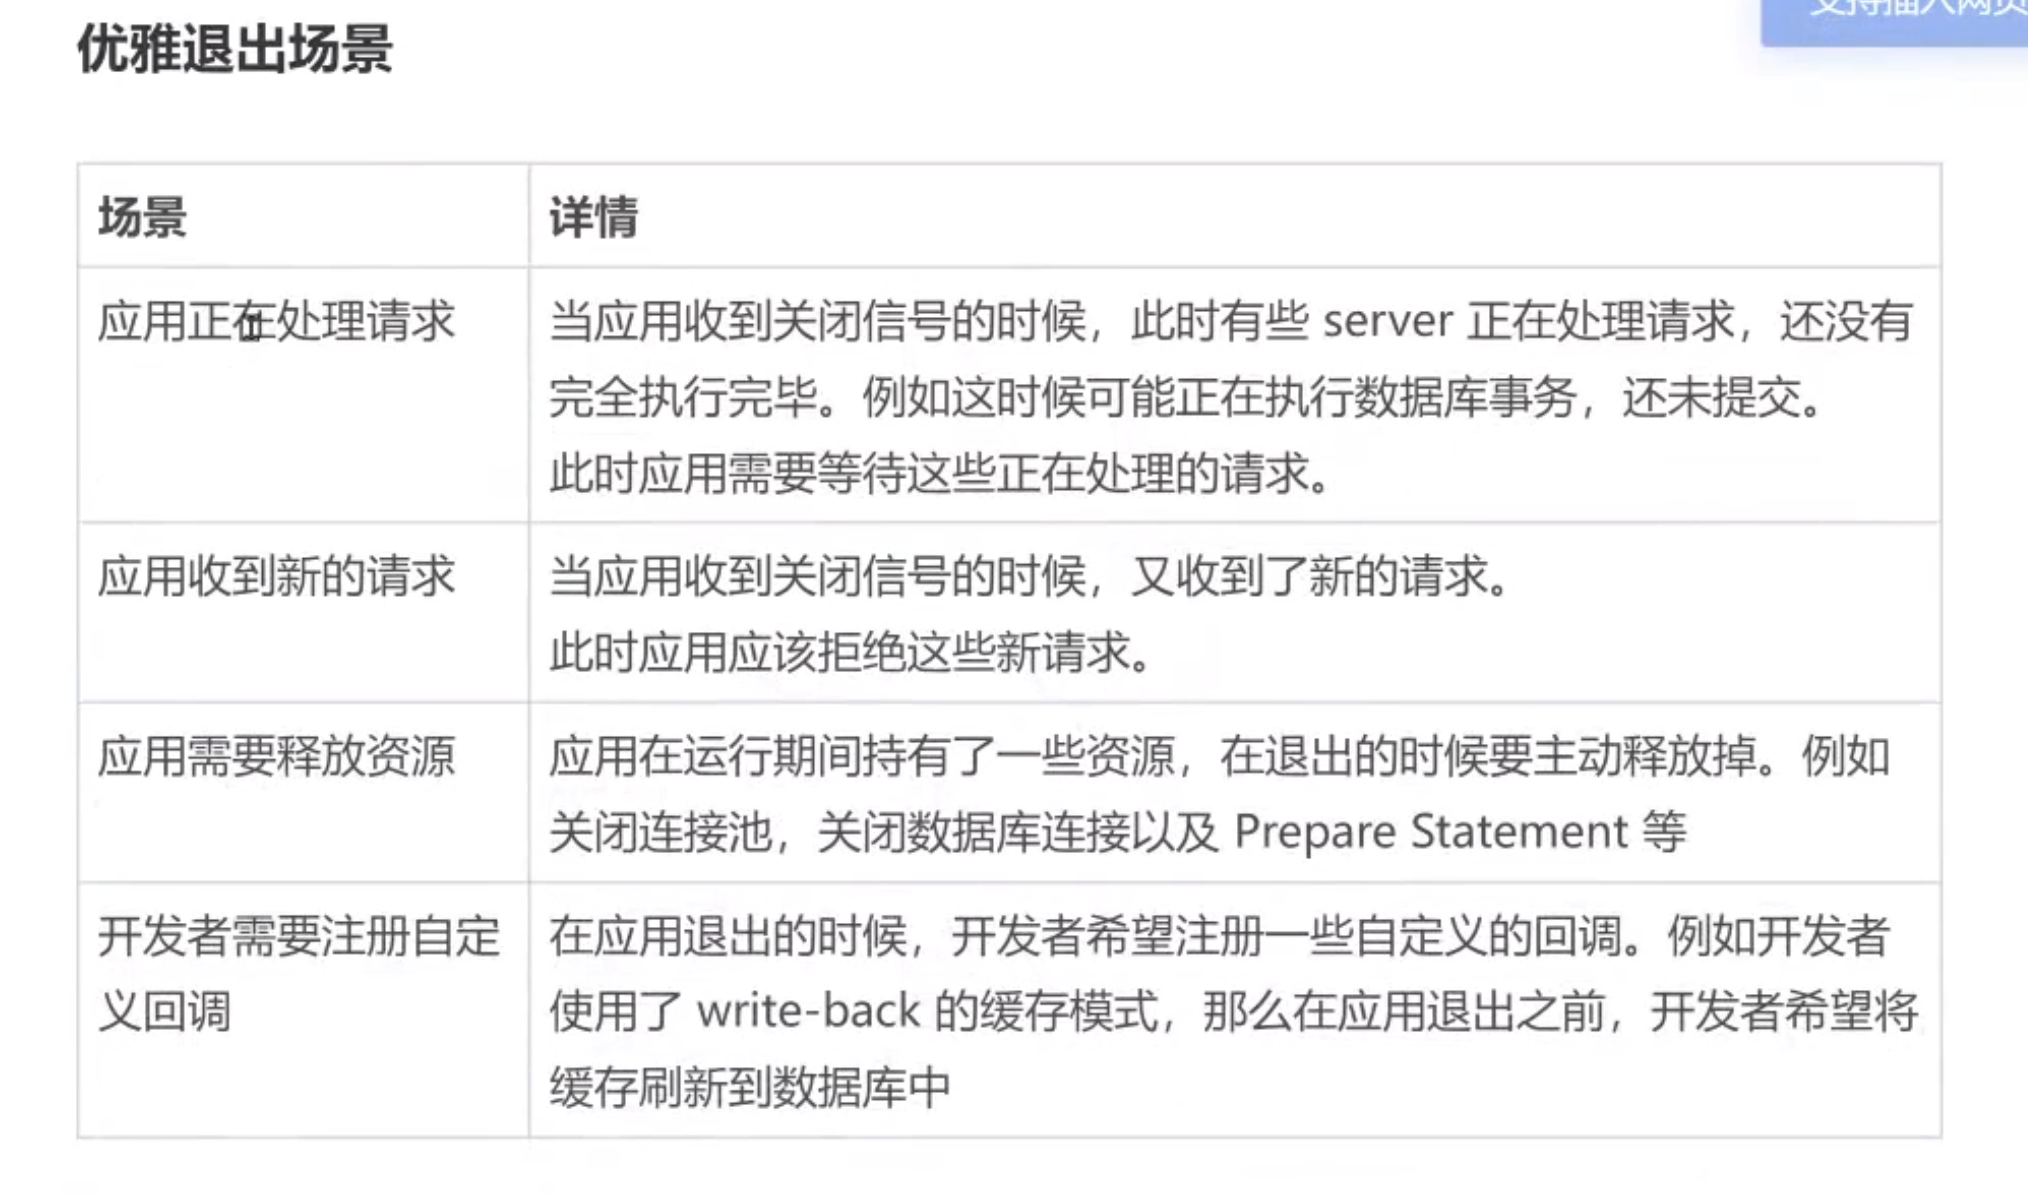 支持插入网页
优雅退出场景
场景
详情
应用正在处理请求
当应用收到关闭信号的时候，此时有些 server 正在处理请求，还没有
完全执行完毕。例如这时候可能正在执行数据库事务，还未提交。
此时应用需要等待这些正在处理的请求。
应用收到新的请求
当应用收到关闭信号的时候，又收到了新的请求。
此时应用应该拒绝这些新请求。
应用需要释放资源
应用在运行期间持有了一些资源，在退出的时候要主动释放掉。例如
关闭连接池，关闭数据库连接以及 Prepare Statement 等
开发者需要注册自定
义回调
在应用退出的时候，开发者希望注册一些自定义的回调。例如开发者
使用了 write-back 的缓存模式，那么在应用退出之前，开发者希望将
缓存刷新到数据库中